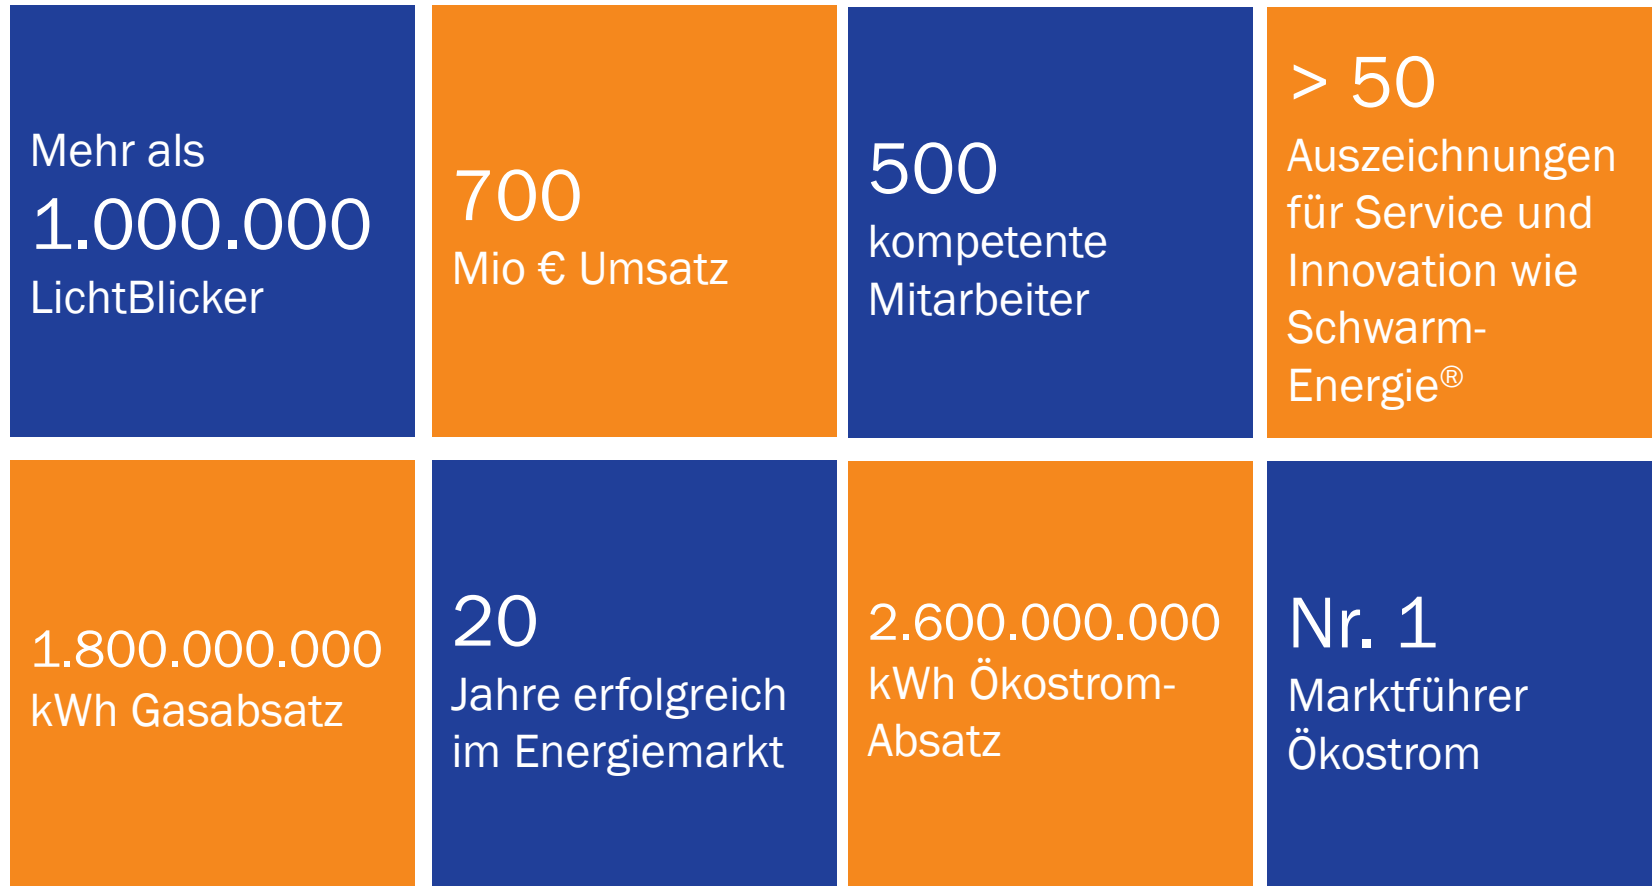 Mehr als
1.000.000
LichtBlicker
700
Mio € Umsatz
500
kompetente
Mitarbeiter
> 50
Auszeichnungen
für Service und
Innovation wie
Schwarm-
Energie®
1.800.000.000
kWh Gasabsatz
20
Jahre erfolgreich
im Energiemarkt
2.600.000.000
kWh Ökostrom-
Absatz
Nr. 1
Marktführer
Ökostrom